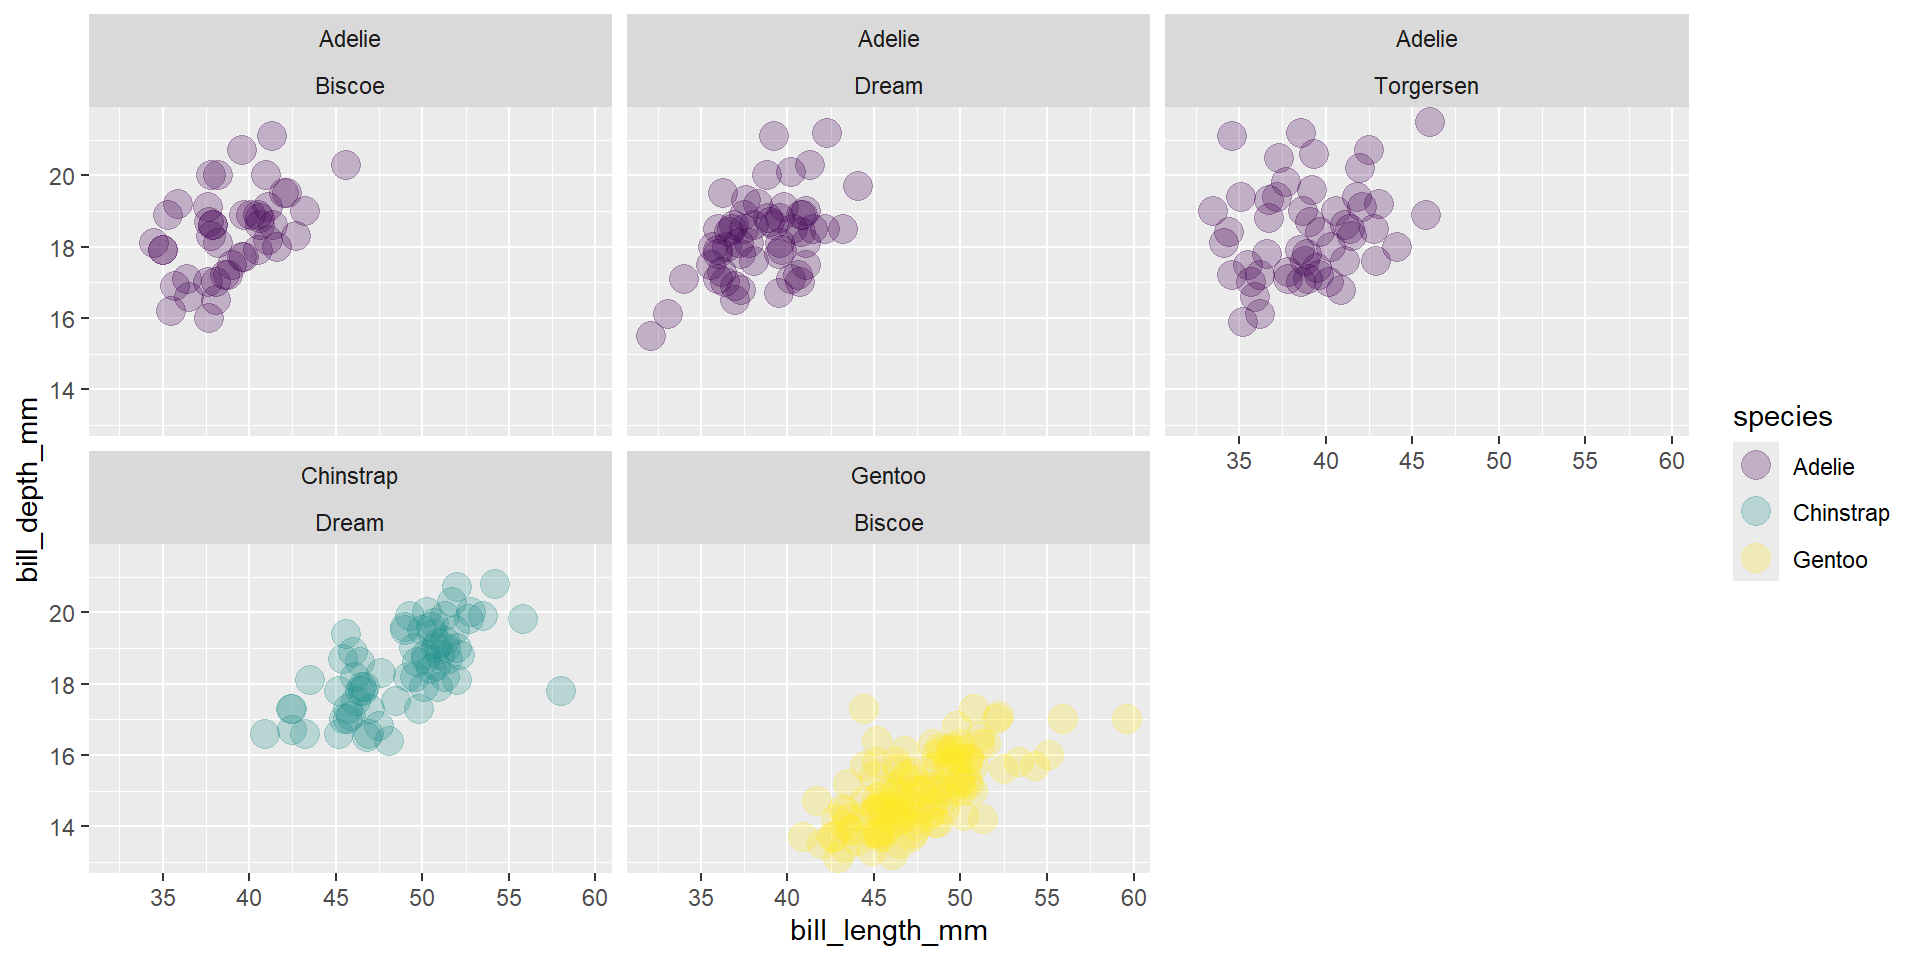 Adelie
Biscoe
Adelie
Dream
Adelie
Torgersen
20
18
16
14
35 40 45 50 55 60
Chinstrap
Dream
Gentoo
Biscoe
20
18
16
14
35 40 45 50 55 60
35 40 45 50 55 60
bill_length_mm
bill_depth_mm
species
Adelie
Chinstrap
Gentoo